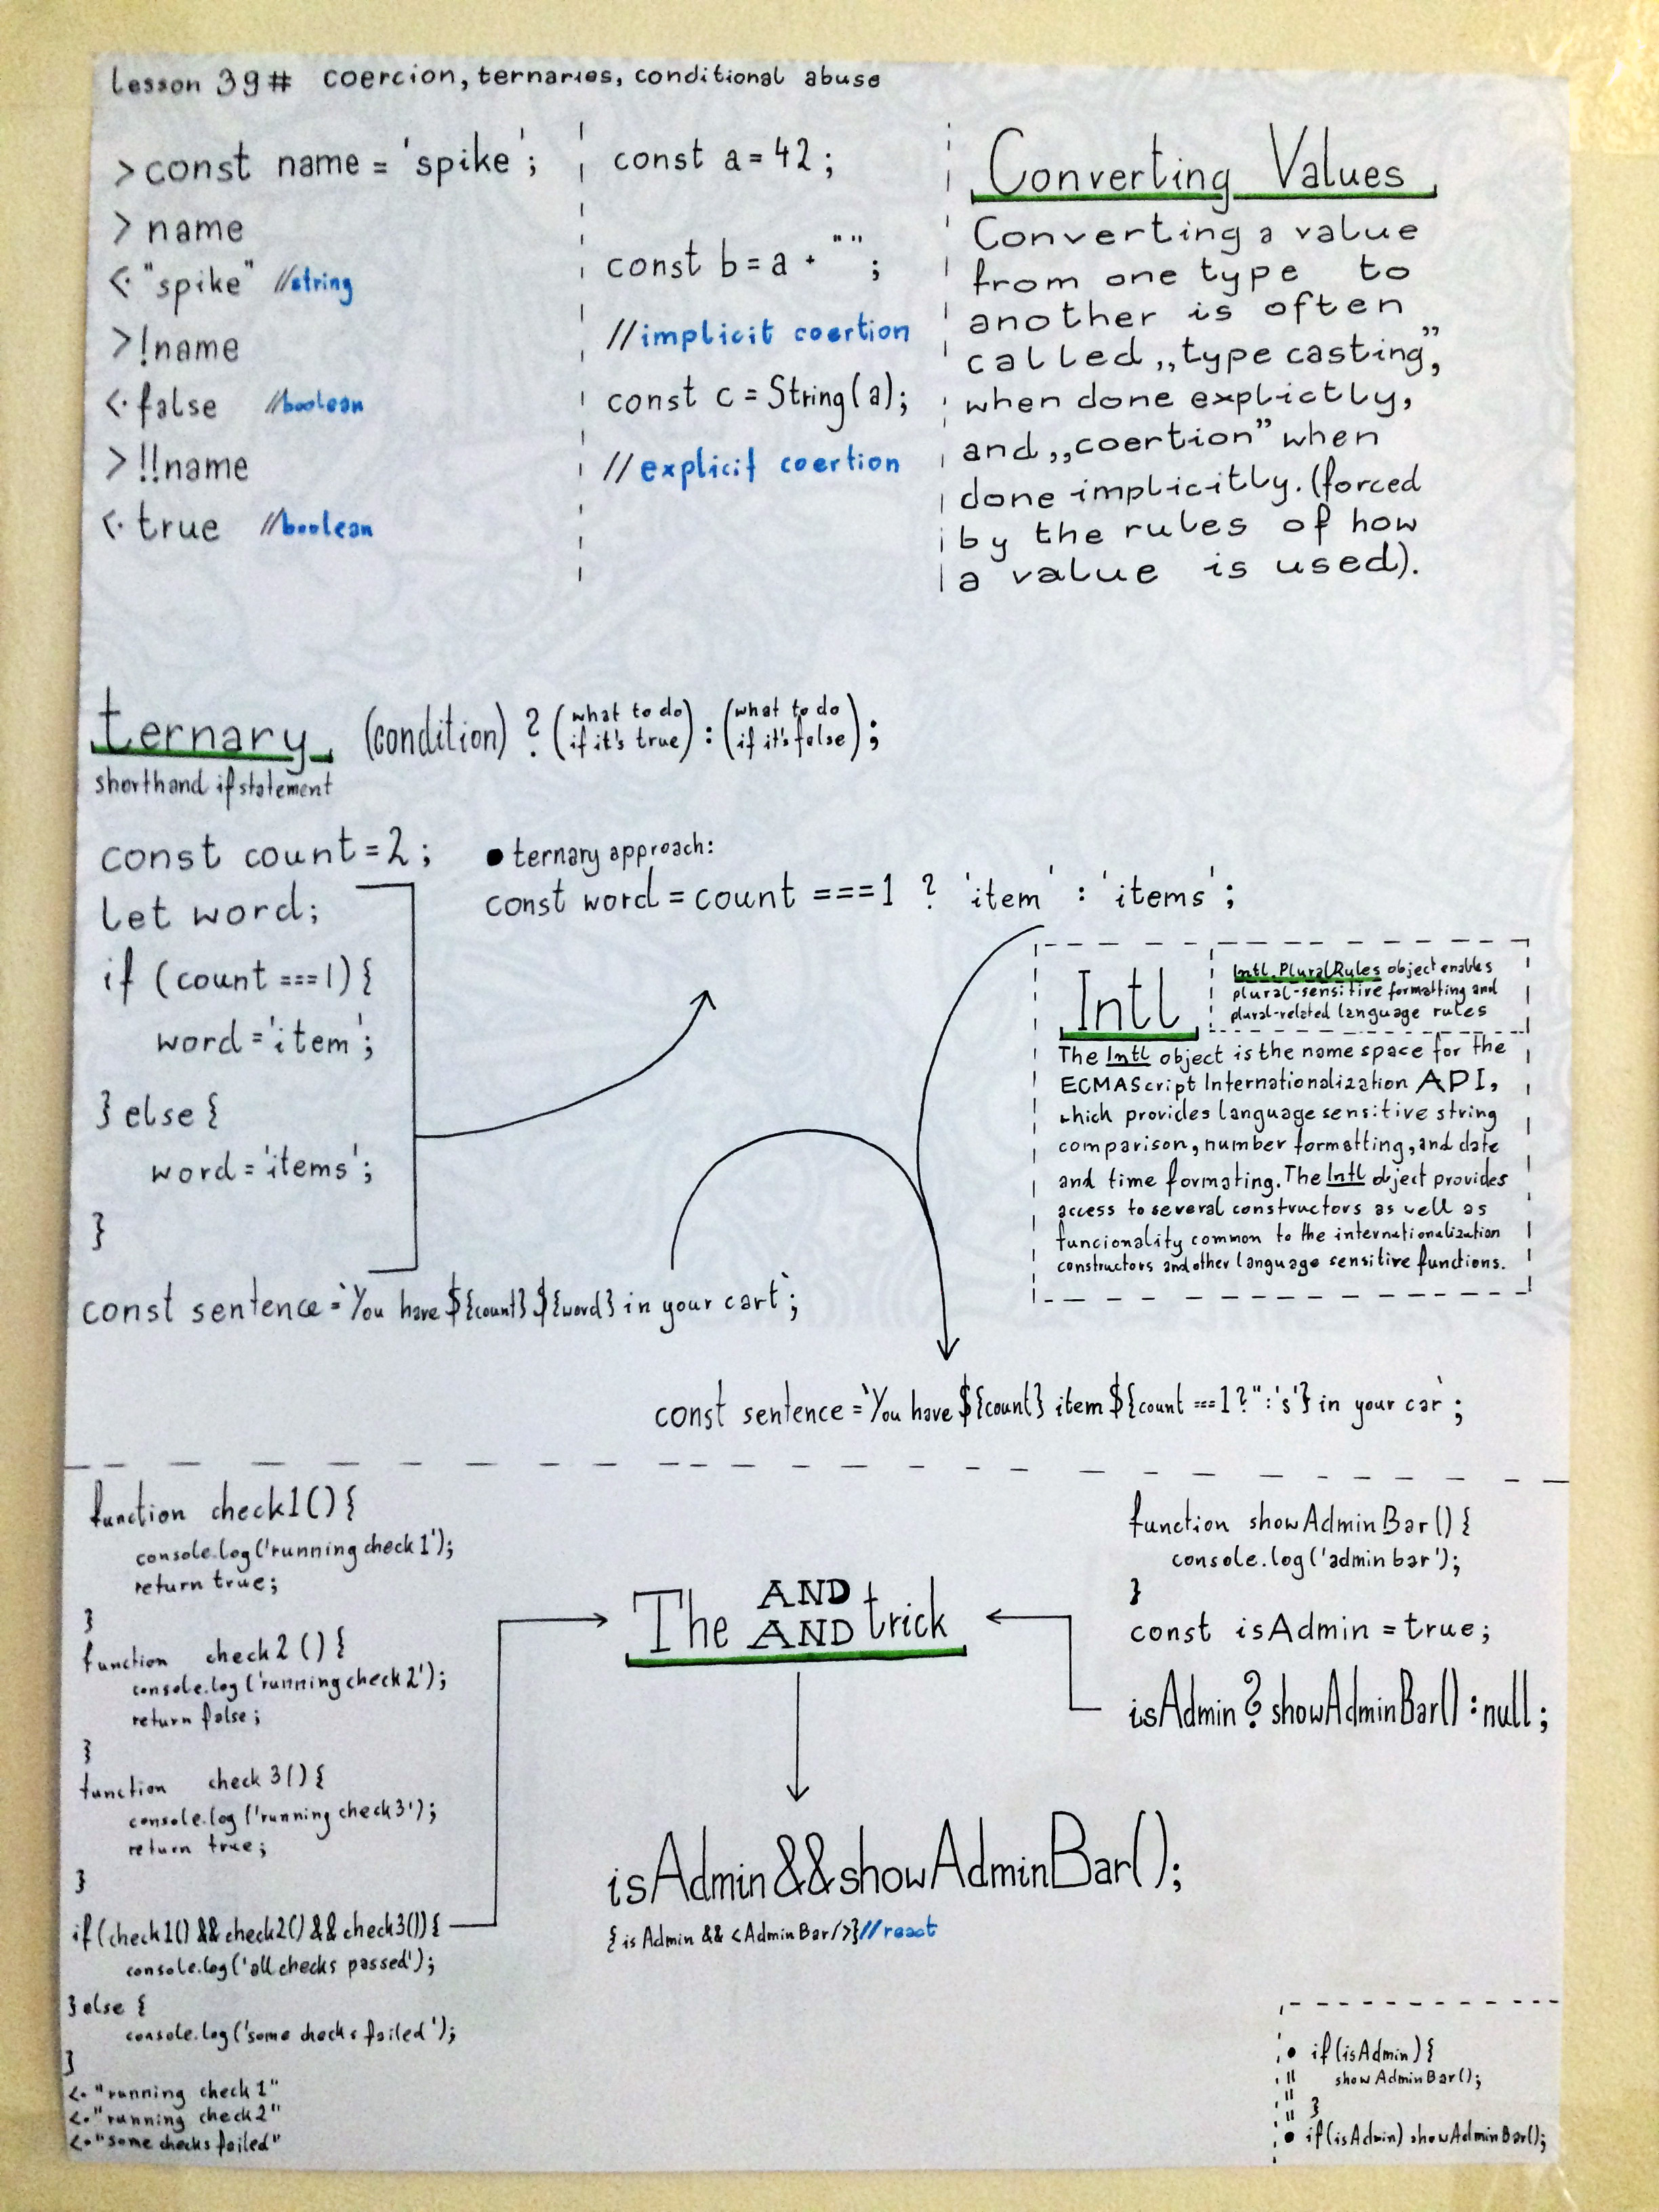 Lesson 39# coercion, ternaries, conditional abuse
>const name = 'spike';
> name
<· "spike" //string
>!name
<· false //boolean
>!!name
<· true //boolean
const a = 42;
const b = a + "";
//implicit coertion
const c = String(a);
//explicit coertion
Converting Values
Converting a value
from one type to
another is often
called „type casting”,
when done explictly,
and „coertion” when
done implicitly. (forced
by the rules of how
a value is used).
ternary (condition) ? (what to do if it's true) : (what to do if it's false);
shorthand if statement
const count = 2;
let word;
if (count === 1) {
word = 'item';
} else {
word = 'items';
}
const sentence = `You have ${count} ${word} in your cart`;
• ternary approach:
const word = count === 1 ? 'item' : 'items';
Intl
Intl.PluralRules object enables
plural-sensitive formatting and
plural-related language rules
The Intl object is the name space for the
ECMAScript Internationalization API,
which provides language sensitive string
comparison, number formatting, and date
and time formating. The Intl object provides
access to several constructors as well as
funcionality common to the internationalization
constructors and other language sensitive functions.
const sentence = `You have ${count} item${count === 1 ? '' : 's'} in your car`;
function check1() {
console.log('running check 1');
return true;
}
function check2 () {
console.log('running check 2');
return false;
}
function check 3() {
console.log('running check 3');
return true;
}
if (check1() && check2() && check3()) {
console.log('all checks passed');
} else {
console.log('some checks failed');
}
<· "running check 1"
<· "running check 2"
<· "some checks failed"
The AND AND trick
isAdmin && showAdminBar();
{isAdmin && <AdminBar/>} //react
function showAdminBar() {
console.log('admin bar');
}
const isAdmin = true;
isAdmin ? showAdminBar() : null;
• if (isAdmin) {
showAdminBar();
}
• if (isAdmin) showAdminBar();